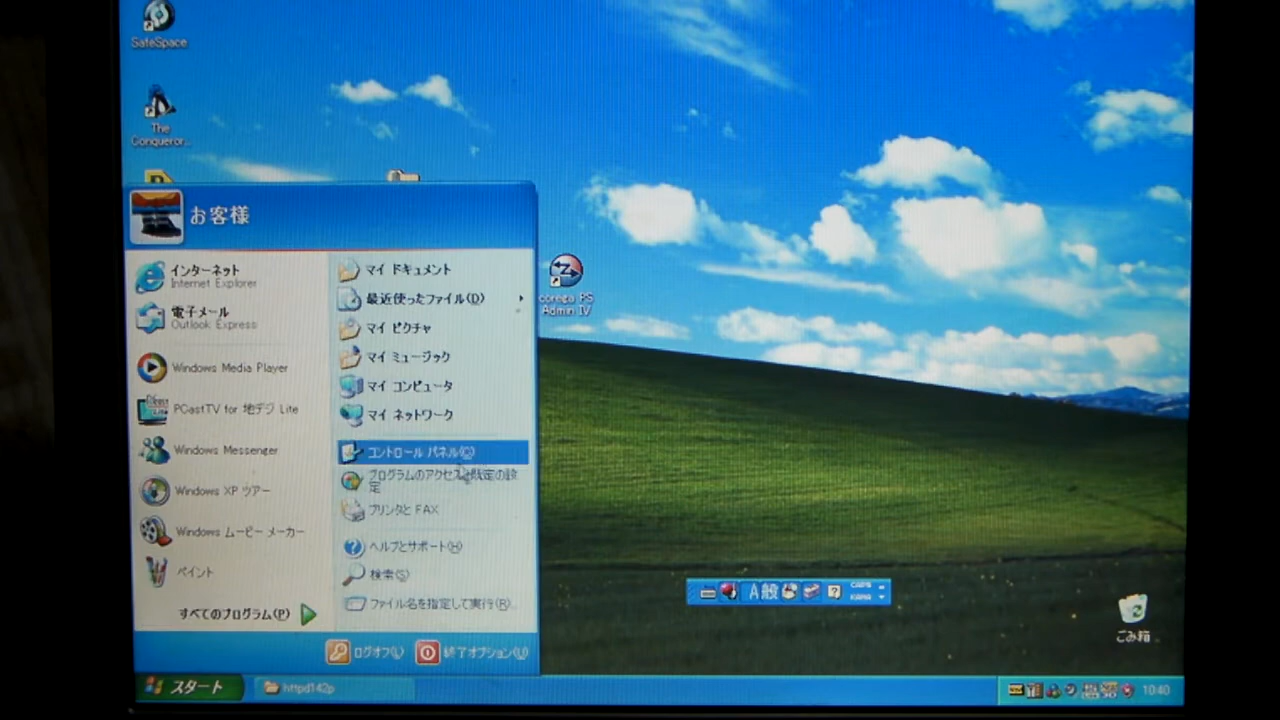 SafeSpace
The
Conqueror...
お客様
インターネット
Internet Explorer
電子メール
Outlook Express
Windows Media Player
PCastTV for 地デジ Lite
Windows Messenger
Windows XP ツアー
Windows ムービー メーカー
ペイント
すべてのプログラム(P)
マイ ドキュメント
最近使ったファイル(D)
マイ ピクチャ
マイ ミュージック
マイ コンピュータ
マイ ネットワーク
コントロール パネル(C)
プログラムのアクセスと既定の設
定
プリンタと FAX
ヘルプとサポート(H)
検索(S)
ファイル名を指定して実行(R)...
ログオフ(L)
終了オプション(U)
corega PS
Admin IV
A般
CAPS
KANA
ごみ箱
スタート
httpd142p
10:40